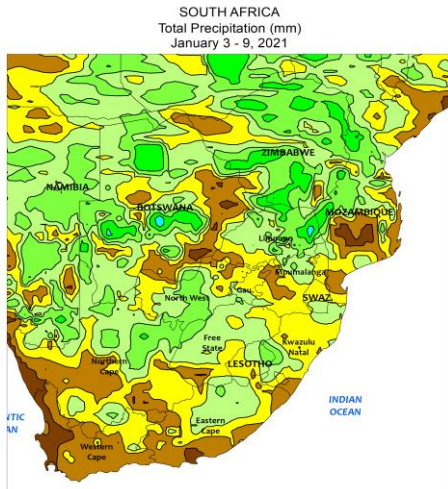 SOUTH AFRICA
Total Precipitation (mm)
January 3 - 9, 2021
ZIMBABWE
NAMIBIA
BOTSWANA
MOZAMBIQUE
Limpopo
Mpumalanga
North West
Gau.
SWAZ.
Free
State
Kwazulu
Natal
Northern
Cape
LESOTHO
INDIAN
OCEAN
NTIC
AN
Eastern
Cape
Western
Cape